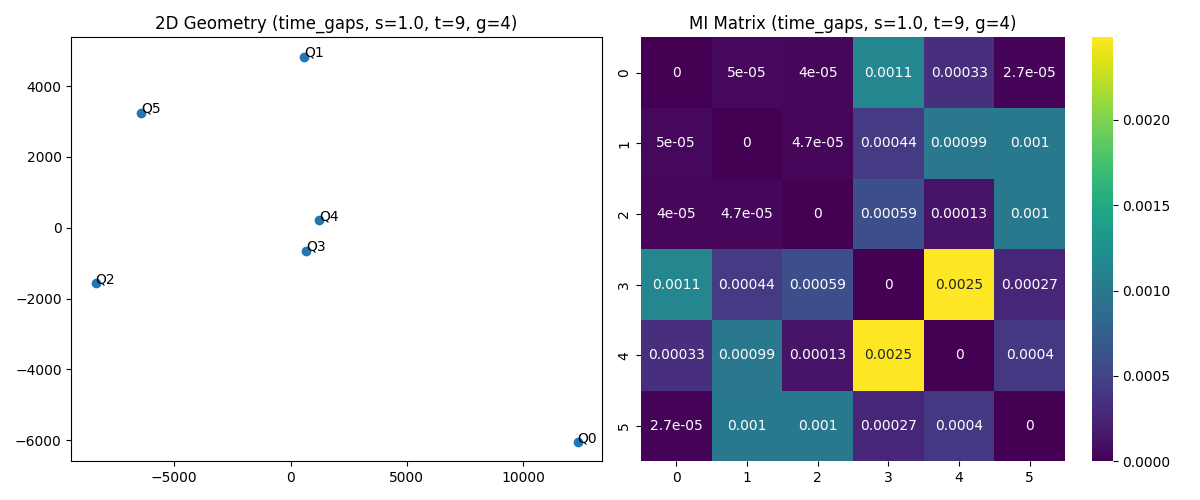 2D Geometry (time_gaps, s=1.0, t=9, g=4)
4000
2000
0
−2000
−4000
−6000
−5000
0
5000
10000
Q1
Q5
Q4
Q3
Q2
Q0
MI Matrix (time_gaps, s=1.0, t=9, g=4)
0 0 5e-05 4e-05 0.0011 0.00033 2.7e-05
1 5e-05 0 4.7e-05 0.00044 0.00099 0.001
2 4e-05 4.7e-05 0 0.00059 0.00013 0.001
3 0.0011 0.00044 0.00059 0 0.0025 0.00027
4 0.00033 0.00099 0.00013 0.0025 0 0.0004
5 2.7e-05 0.001 0.001 0.00027 0.0004 0
0 1 2 3 4 5
0.0020
0.0015
0.0010
0.0005
0.0000